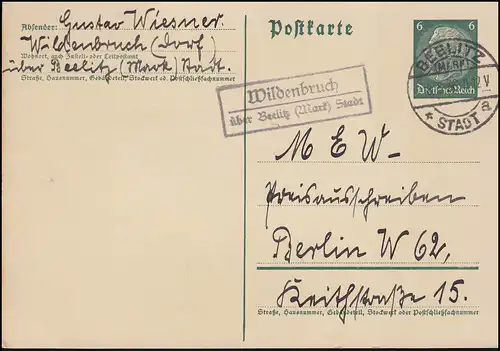 Absender: Gustav Wiesner.
Wildenbruch (Dorf)
Wohnort, auch Zustell- oder Leitpostamt
über Beelitz (Mark) Stadt.
Straße, Hausnummer, Gebäudeteil, Stockwerk od. Postschließfachnummer
Postkarte
6 6
Deutsches Reich
BEELITZ
(MARK)
* STADT a
Wildenbruch
über Beelitz (Mark) Stadt
M E W-
Preisausschreiben
Berlin W 62,
Keithstraße 15.
Straße, Hausnummer, Gebäudeteil, Stockwerk oder Postschließfachnummer